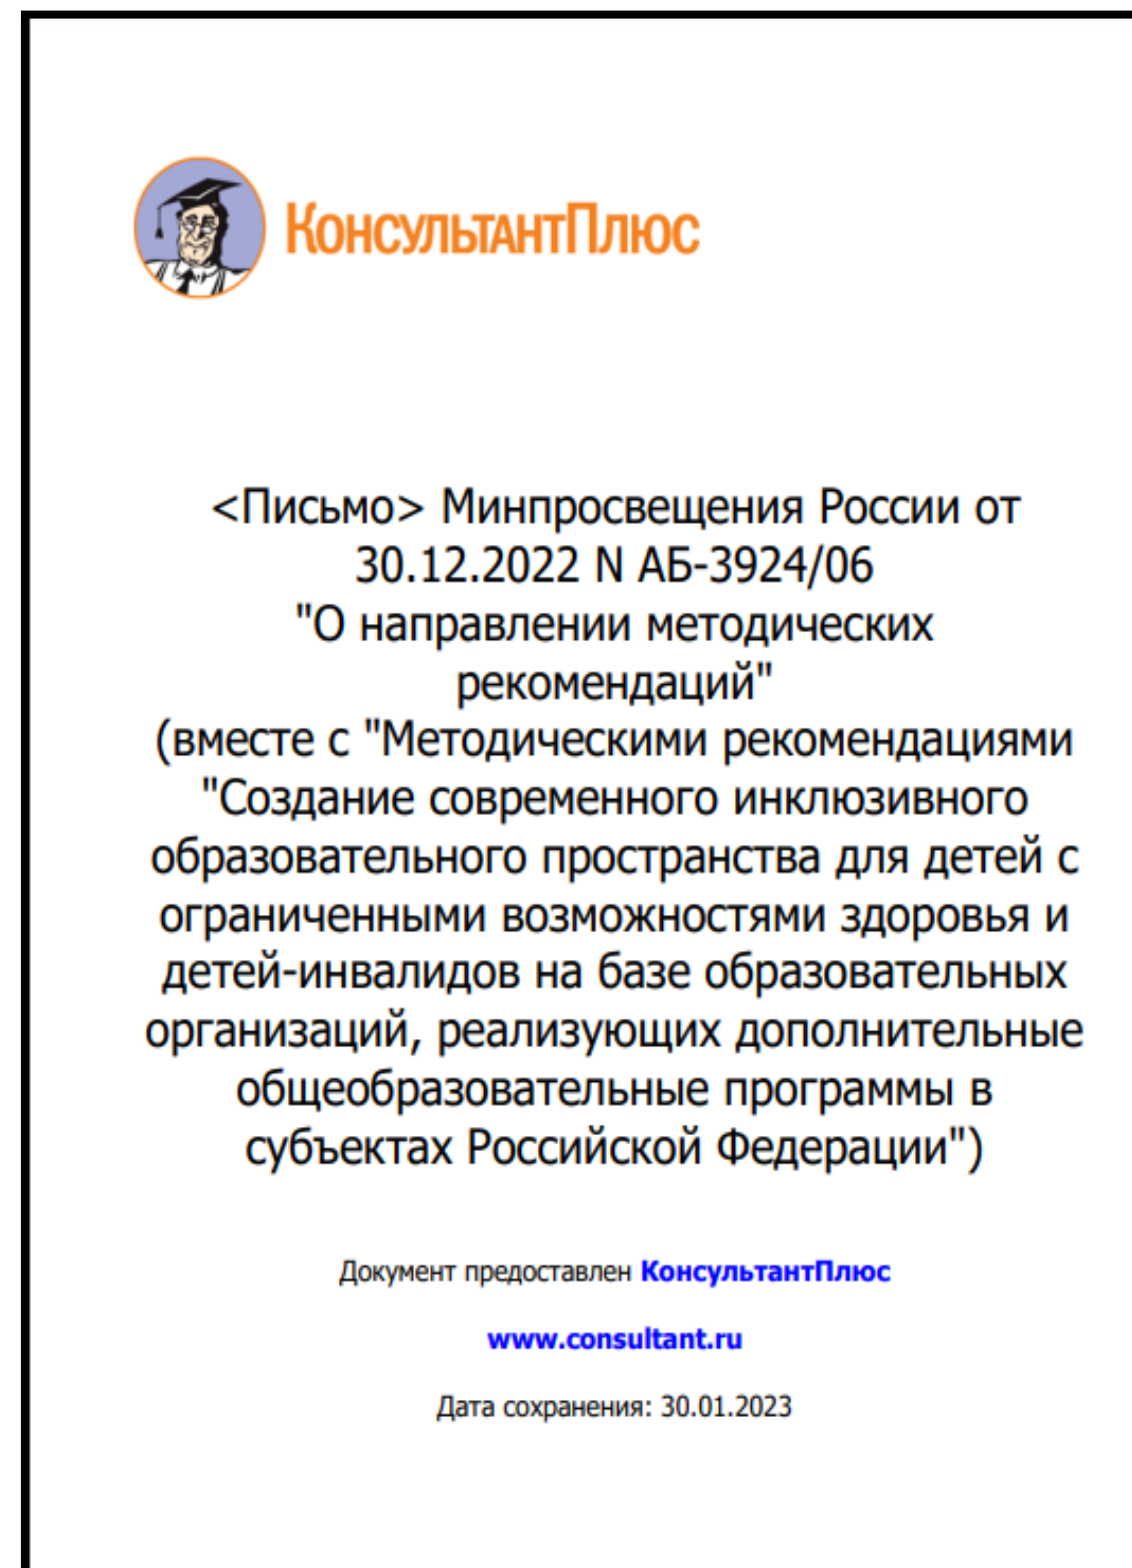 КонсультантПлюс
<Письмо> Минпросвещения России от
30.12.2022 N АБ-3924/06
"О направлении методических
рекомендаций"
(вместе с "Методическими рекомендациями
"Создание современного инклюзивного
образовательного пространства для детей с
ограниченными возможностями здоровья и
детей-инвалидов на базе образовательных
организаций, реализующих дополнительные
общеобразовательные программы в
субъектах Российской Федерации")
Документ предоставлен КонсультантПлюс
www.consultant.ru
Дата сохранения: 30.01.2023